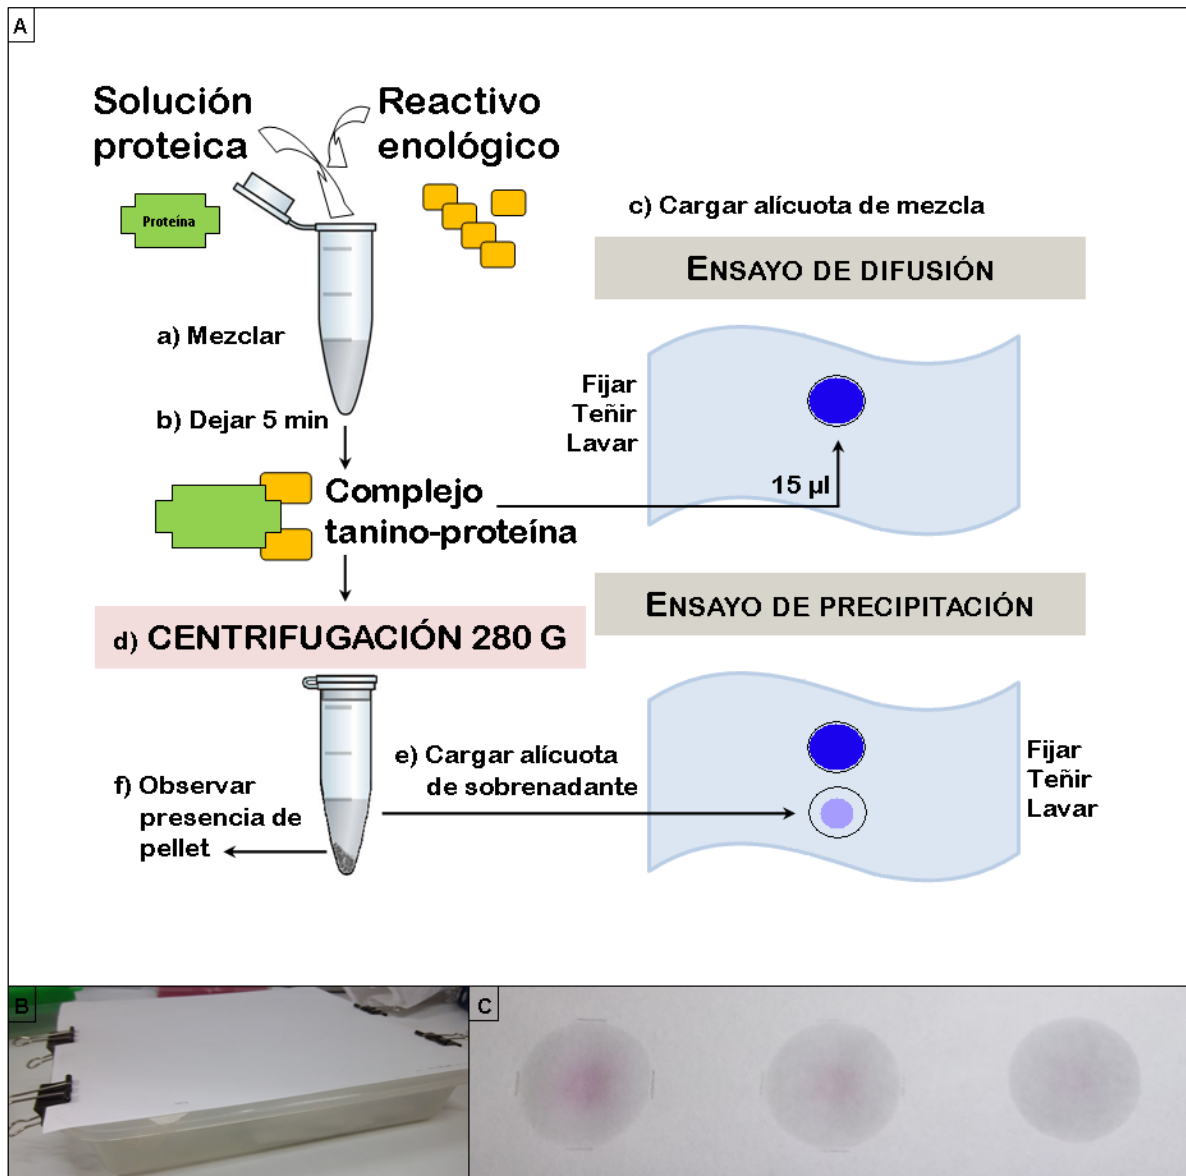 A
Solución
proteica
Reactivo
enológico
Proteína
a) Mezclar
b) Dejar 5 min
Complejo
tanino-proteína
d) CENTRIFUGACIÓN 280 G
f) Observar
presencia de
pellet
e) Cargar alícuota
de sobrenadante
c) Cargar alícuota de mezcla
ENSAYO DE DIFUSIÓN
Fijar
Teñir
Lavar
15 µl
ENSAYO DE PRECIPITACIÓN
Fijar
Teñir
Lavar
B
C